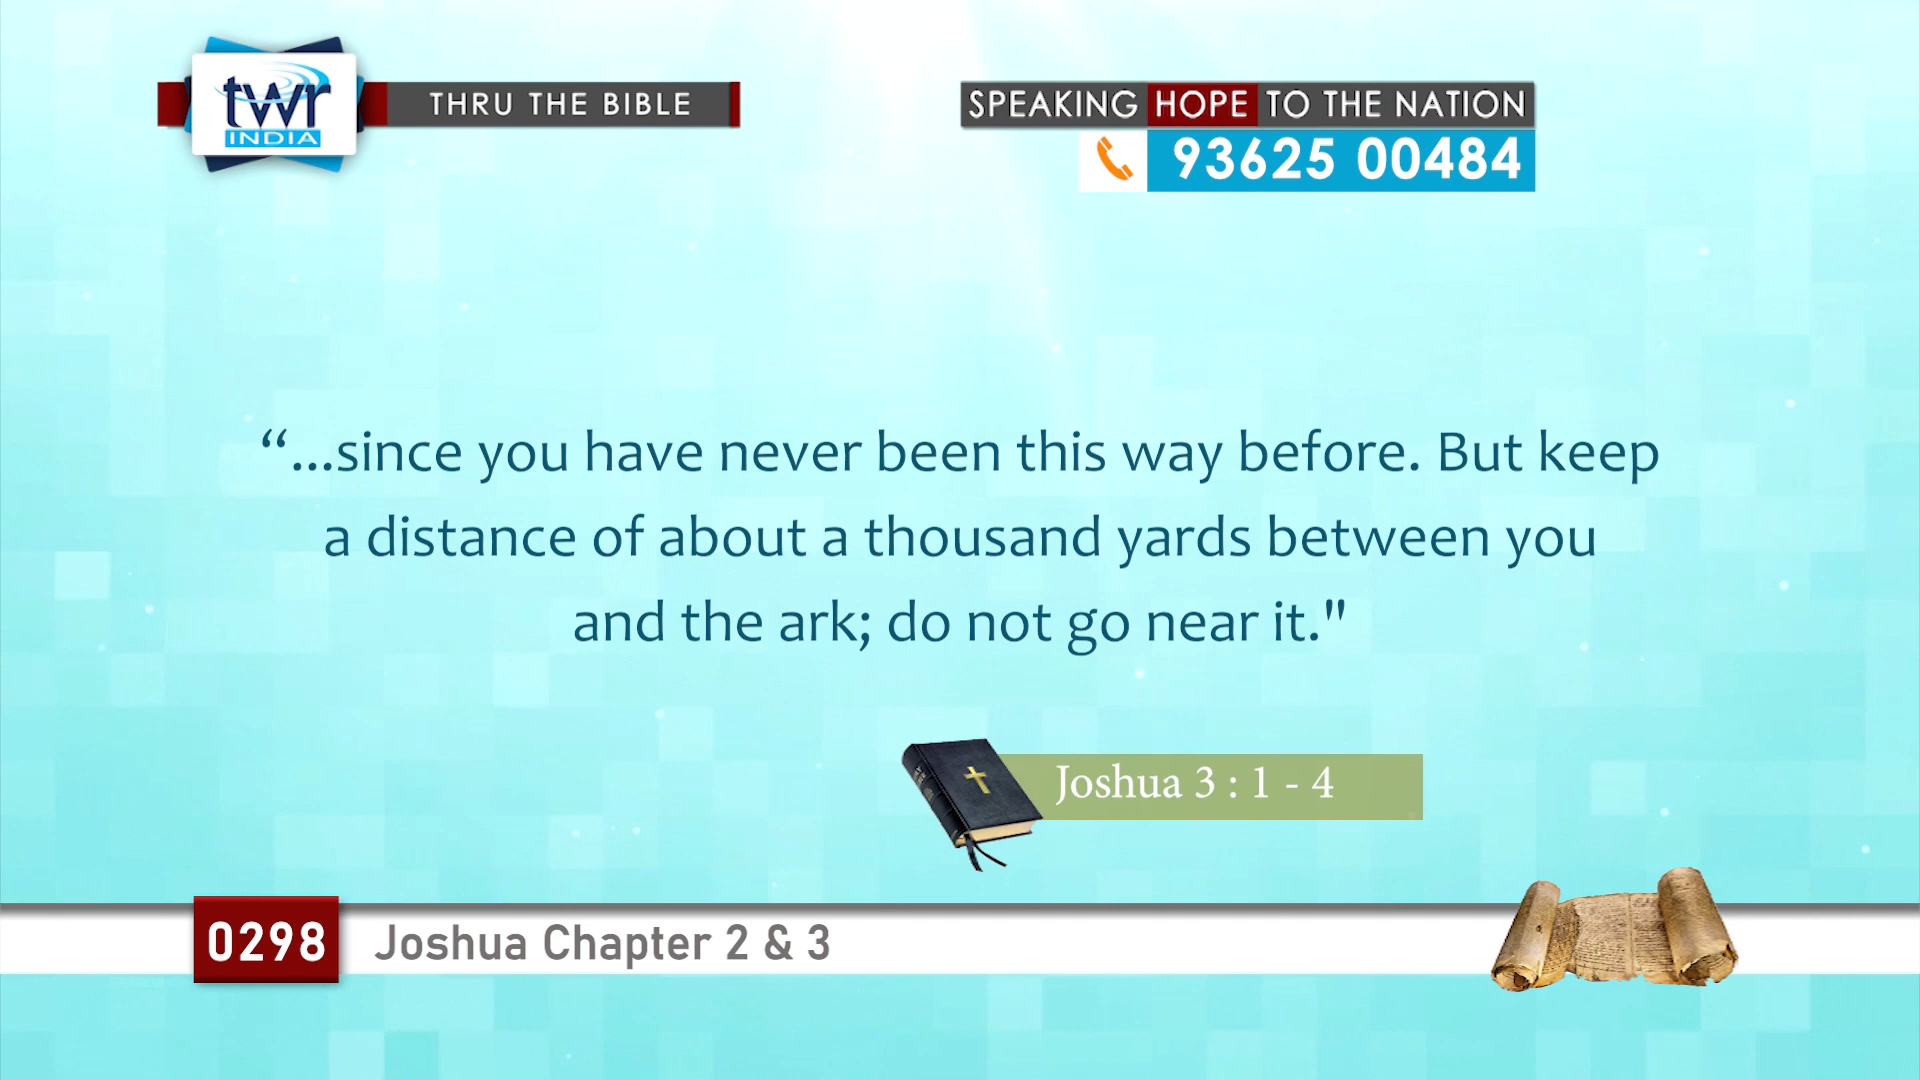 twr
INDIA
THRU THE BIBLE
SPEAKING HOPE TO THE NATION
93625 00484
“...since you have never been this way before. But keep
a distance of about a thousand yards between you
and the ark; do not go near it."
Joshua 3 : 1 - 4
0298
Joshua Chapter 2 & 3